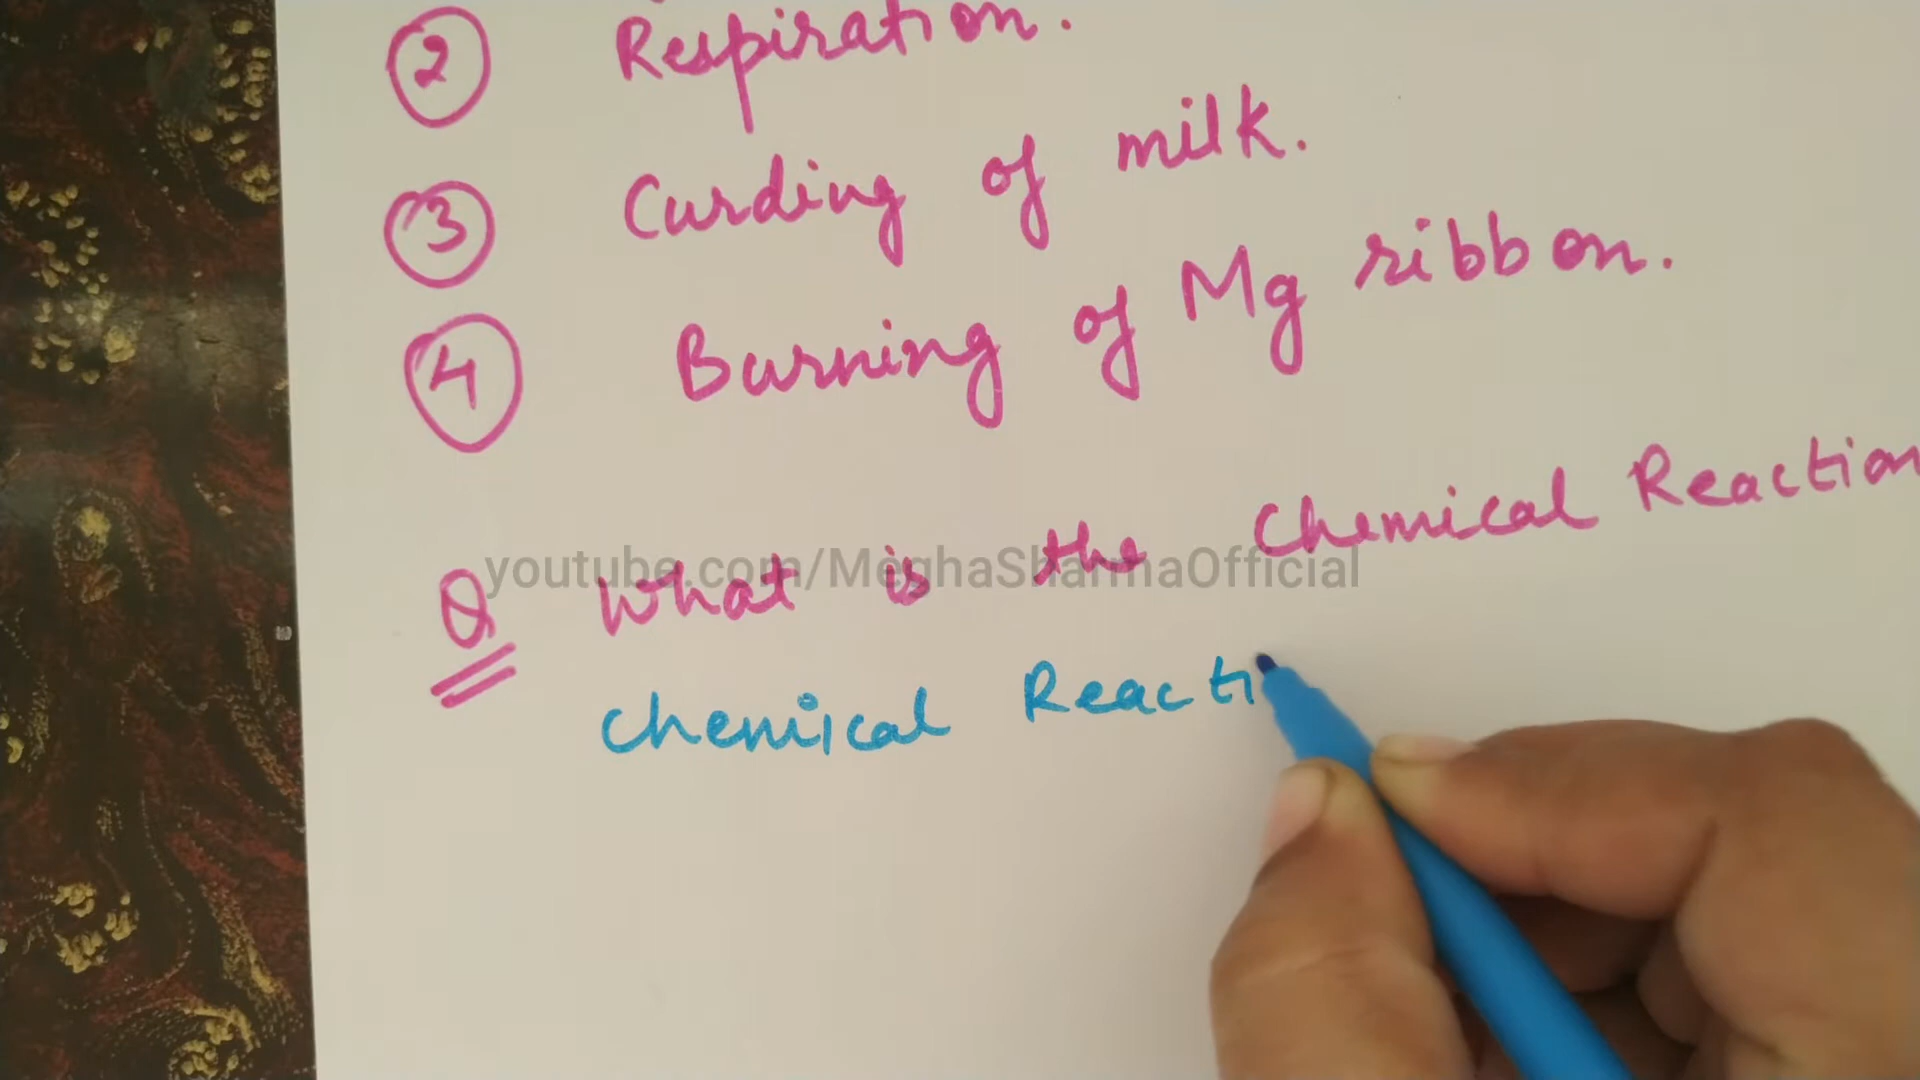 ② Respiration.
③ Curding of milk.
④ Burning of Mg ribbon.
Q What is the Chemical Reaction
youtube.com/MeghaSharmaOfficial
Chemical Reacti